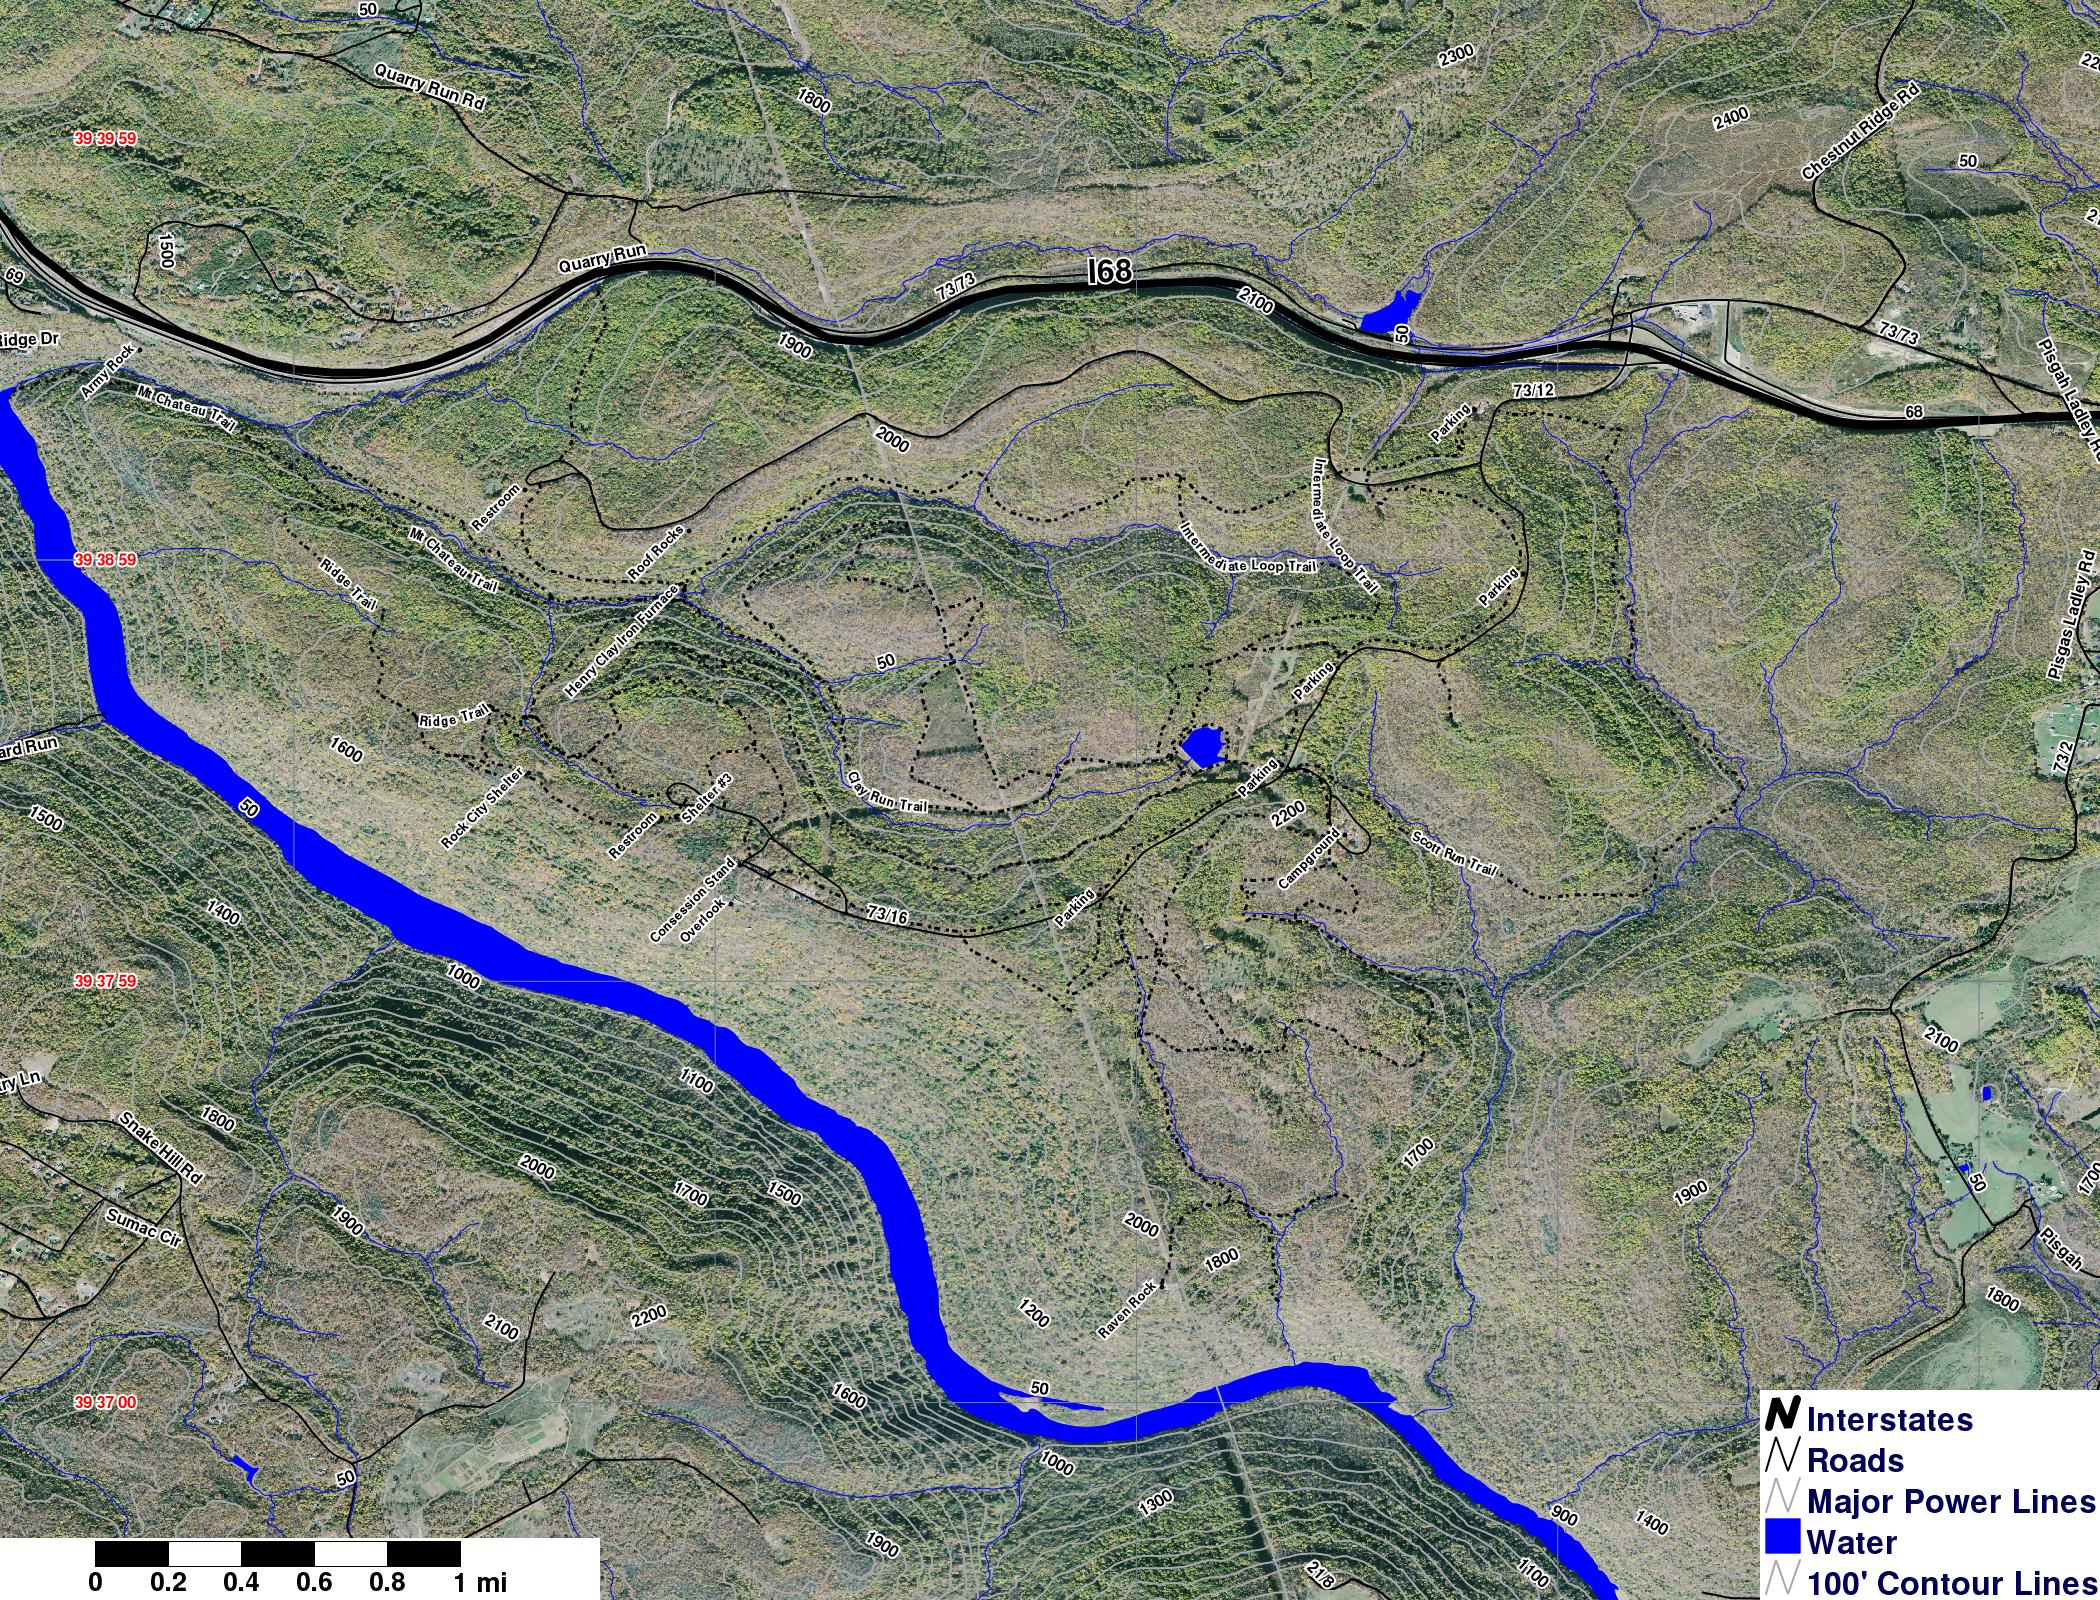 50
Quarry Run Rd
1800
2300
2400
Chestnut Ridge Rd
22
39 39 59
50
1500
69
Quarry Run
I68
73/73
2100
50
1900
73/73
Ridge Dr
Army Rock
Mt Chateau Trail
Pisgah Ladley R
73/12
68
Parking
2000
Restroom
Roof Rocks
Intermediate Loop Trail
Intermediate Loop Trail
Mt Chateau Trail
39 38 59
Ridge Trail
Parking
Henry Clay Iron Furnace
50
Parking
Pisgas Ladley Rd
Ridge Trail
ard Run
1600
Rock City Shelter
Shelter #3
Clay Run Trail
Parking
73/2
50
1500
Restroom
2200
Campground
Scott Run Trail
1400
Consession Stand
Overlook
73/16
Parking
39 37 59
1000
2100
ry Ln
1100
Snake Hill Rd
1800
2000
1700
1500
1700
1900
50
1700
Sumac Cir
1900
2000
1800
Pisgah
2100
2200
1200
Raven Rock
1800
39 37 00
1600
50
50
1000
1300
1900
900
1400
1100
21/8
0 0.2 0.4 0.6 0.8 1 mi
Interstates
Roads
Major Power Lines
Water
100' Contour Lines